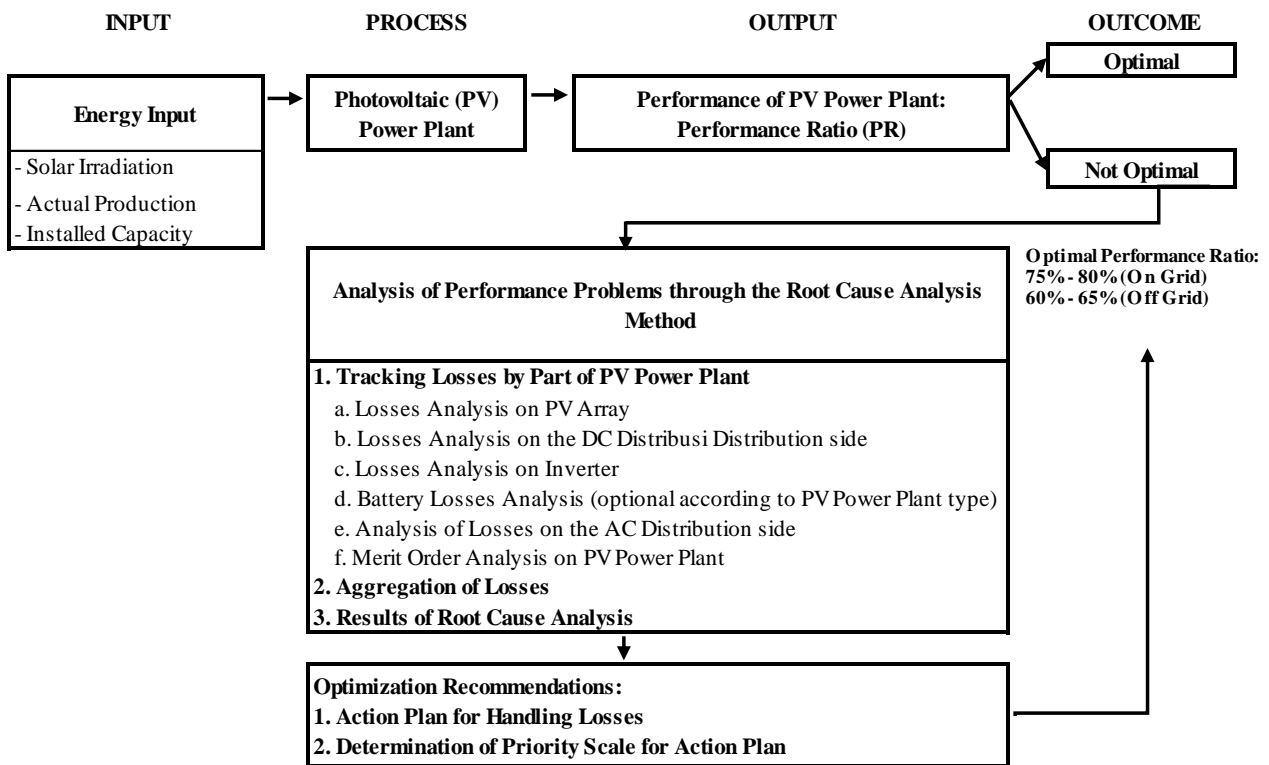 INPUT
PROCESS
OUTPUT
OUTCOME
Energy Input
- Solar Irradiation
- Actual Production
- Installed Capacity
Photovoltaic (PV)
Power Plant
Performance of PV Power Plant:
Performance Ratio (PR)
Optimal
Not Optimal
Optimal Performance Ratio:
75%- 80% (On Grid)
60%- 65% (Off Grid)
Analysis of Performance Problems through the Root Cause Analysis
Method
1. Tracking Losses by Part of PV Power Plant
a. Losses Analysis on PV Array
b. Losses Analysis on the DC Distribusi Distribution side
c. Losses Analysis on Inverter
d. Battery Losses Analysis (optional according to PV Power Plant type)
e. Analysis of Losses on the AC Distribution side
f. Merit Order Analysis on PV Power Plant
2. Aggregation of Losses
3. Results of Root Cause Analysis
Optimization Recommendations:
1. Action Plan for Handling Losses
2. Determination of Priority Scale for Action Plan